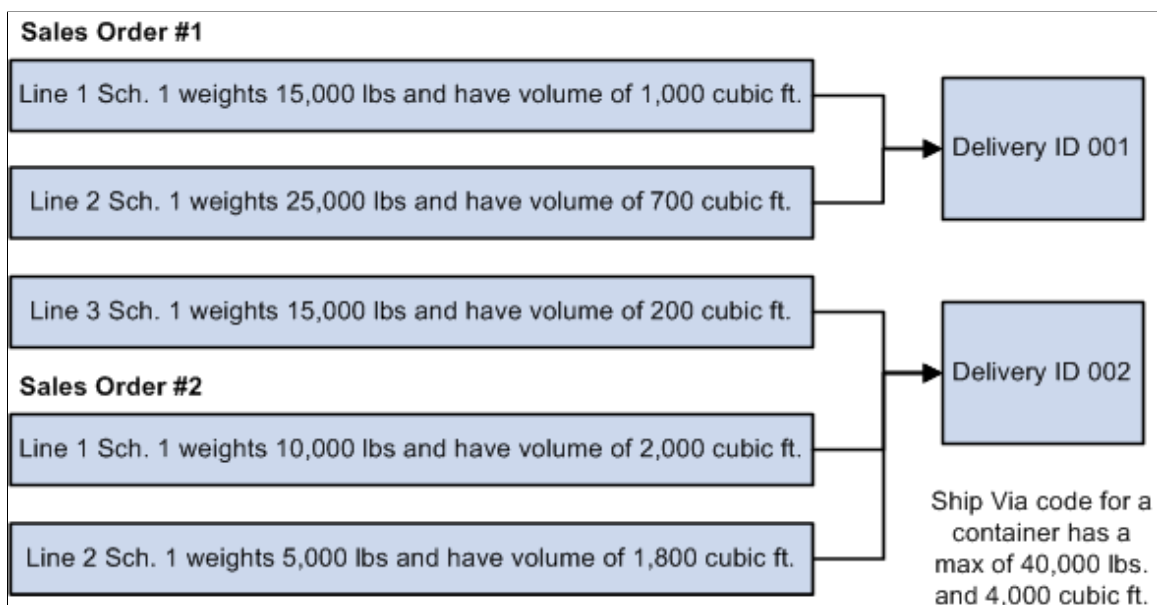 Sales Order #1
Line 1 Sch. 1 weights 15,000 lbs and have volume of 1,000 cubic ft.
Line 2 Sch. 1 weights 25,000 lbs and have volume of 700 cubic ft.
Delivery ID 001
Line 3 Sch. 1 weights 15,000 lbs and have volume of 200 cubic ft.
Sales Order #2
Line 1 Sch. 1 weights 10,000 lbs and have volume of 2,000 cubic ft.
Line 2 Sch. 1 weights 5,000 lbs and have volume of 1,800 cubic ft.
Delivery ID 002
Ship Via code for a
container has a
max of 40,000 lbs.
and 4,000 cubic ft.